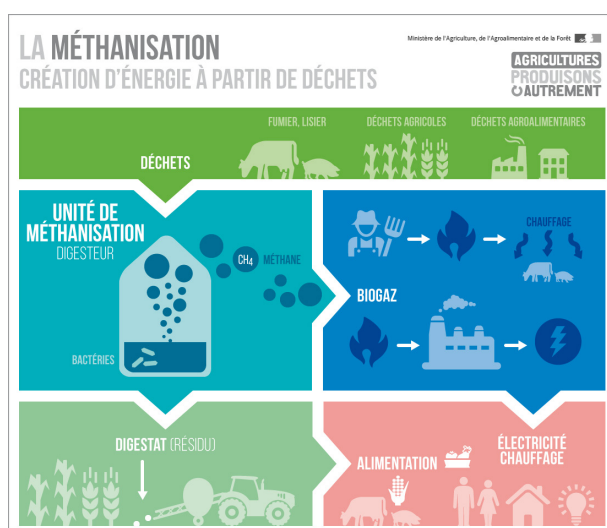 LA MÉTHANISATION
CRÉATION D'ÉNERGIE À PARTIR DE DÉCHETS
Ministère de l'Agriculture, de l'Agroalimentaire et de la Forêt
AGRICULTURES
PRODUISONS
AUTREMENT
DÉCHETS
FUMIER, LISIER
DÉCHETS AGRICOLES
DÉCHETS AGROALIMENTAIRES
UNITÉ DE
MÉTHANISATION
DIGESTEUR
CH4
MÉTHANE
BACTÉRIES
BIOGAZ
CHAUFFAGE
DIGESTAT (RÉSIDU)
ALIMENTATION
ÉLECTRICITÉ
CHAUFFAGE